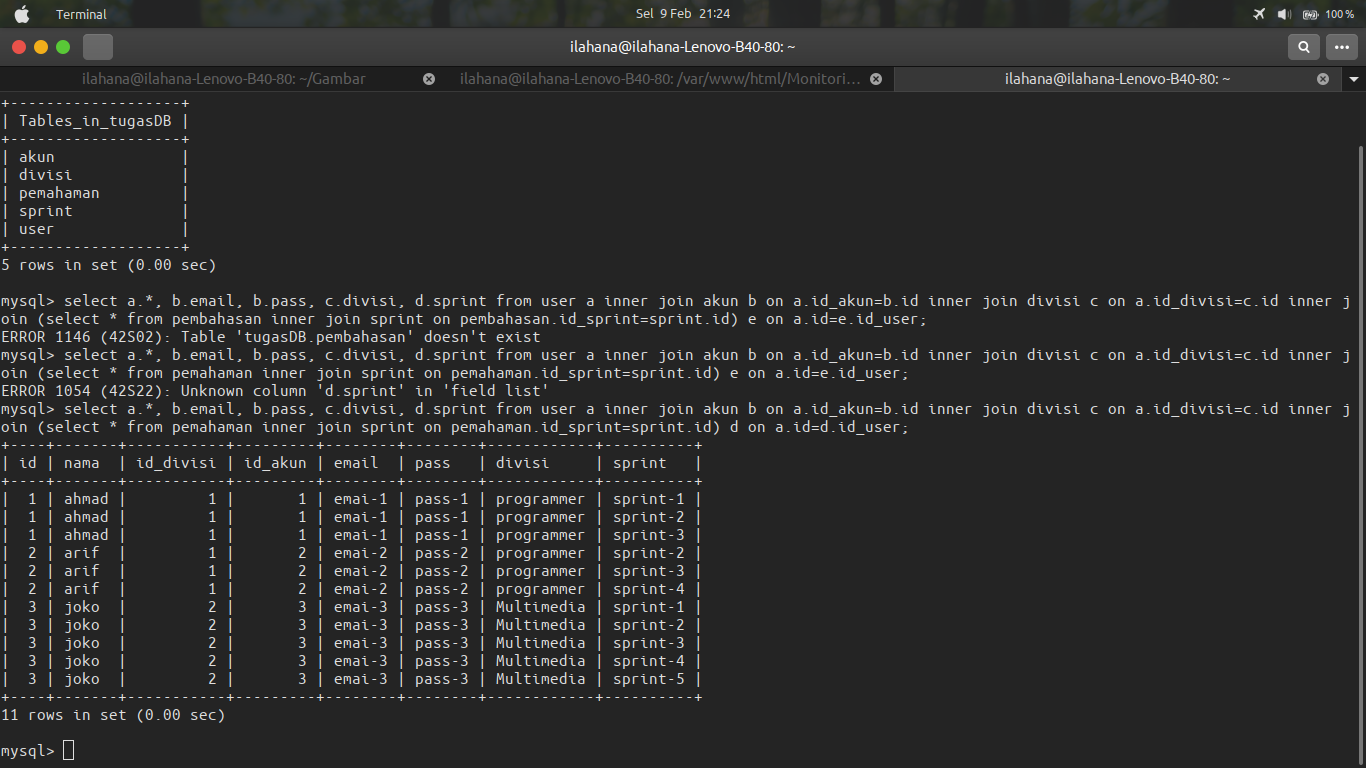 Terminal
Sel 9 Feb 21:24
100 %
ilahana@ilahana-Lenovo-B40-80: ~
ilahana@ilahana-Lenovo-B40-80: ~/Gambar
ilahana@ilahana-Lenovo-B40-80: /var/www/html/Monitori...
ilahana@ilahana-Lenovo-B40-80: ~
+-------------------+
| Tables_in_tugasDB |
+-------------------+
| akun              |
| divisi            |
| pemahaman         |
| sprint            |
| user              |
+-------------------+
5 rows in set (0.00 sec)
mysql> select a.*, b.email, b.pass, c.divisi, d.sprint from user a inner join akun b on a.id_akun=b.id inner join divisi c on a.id_divisi=c.id inner j
oin (select * from pembahasan inner join sprint on pembahasan.id_sprint=sprint.id) e on a.id=e.id_user;
ERROR 1146 (42S02): Table 'tugasDB.pembahasan' doesn't exist
mysql> select a.*, b.email, b.pass, c.divisi, d.sprint from user a inner join akun b on a.id_akun=b.id inner join divisi c on a.id_divisi=c.id inner j
oin (select * from pemahaman inner join sprint on pemahaman.id_sprint=sprint.id) e on a.id=e.id_user;
ERROR 1054 (42S22): Unknown column 'd.sprint' in 'field list'
mysql> select a.*, b.email, b.pass, c.divisi, d.sprint from user a inner join akun b on a.id_akun=b.id inner join divisi c on a.id_divisi=c.id inner j
oin (select * from pemahaman inner join sprint on pemahaman.id_sprint=sprint.id) d on a.id=d.id_user;
+----+-------+-----------+---------+--------+--------+------------+----------+
| id | nama  | id_divisi | id_akun | email  | pass   | divisi     | sprint   |
+----+-------+-----------+---------+--------+--------+------------+----------+
|  1 | ahmad |         1 |       1 | emai-1 | pass-1 | programmer | sprint-1 |
|  1 | ahmad |         1 |       1 | emai-1 | pass-1 | programmer | sprint-2 |
|  1 | ahmad |         1 |       1 | emai-1 | pass-1 | programmer | sprint-3 |
|  2 | arif  |         1 |       2 | emai-2 | pass-2 | programmer | sprint-2 |
|  2 | arif  |         1 |       2 | emai-2 | pass-2 | programmer | sprint-3 |
|  2 | arif  |         1 |       2 | emai-2 | pass-2 | programmer | sprint-4 |
|  3 | joko  |         2 |       3 | emai-3 | pass-3 | Multimedia | sprint-1 |
|  3 | joko  |         2 |       3 | emai-3 | pass-3 | Multimedia | sprint-2 |
|  3 | joko  |         2 |       3 | emai-3 | pass-3 | Multimedia | sprint-3 |
|  3 | joko  |         2 |       3 | emai-3 | pass-3 | Multimedia | sprint-4 |
|  3 | joko  |         2 |       3 | emai-3 | pass-3 | Multimedia | sprint-5 |
+----+-------+-----------+---------+--------+--------+------------+----------+
11 rows in set (0.00 sec)
mysql>